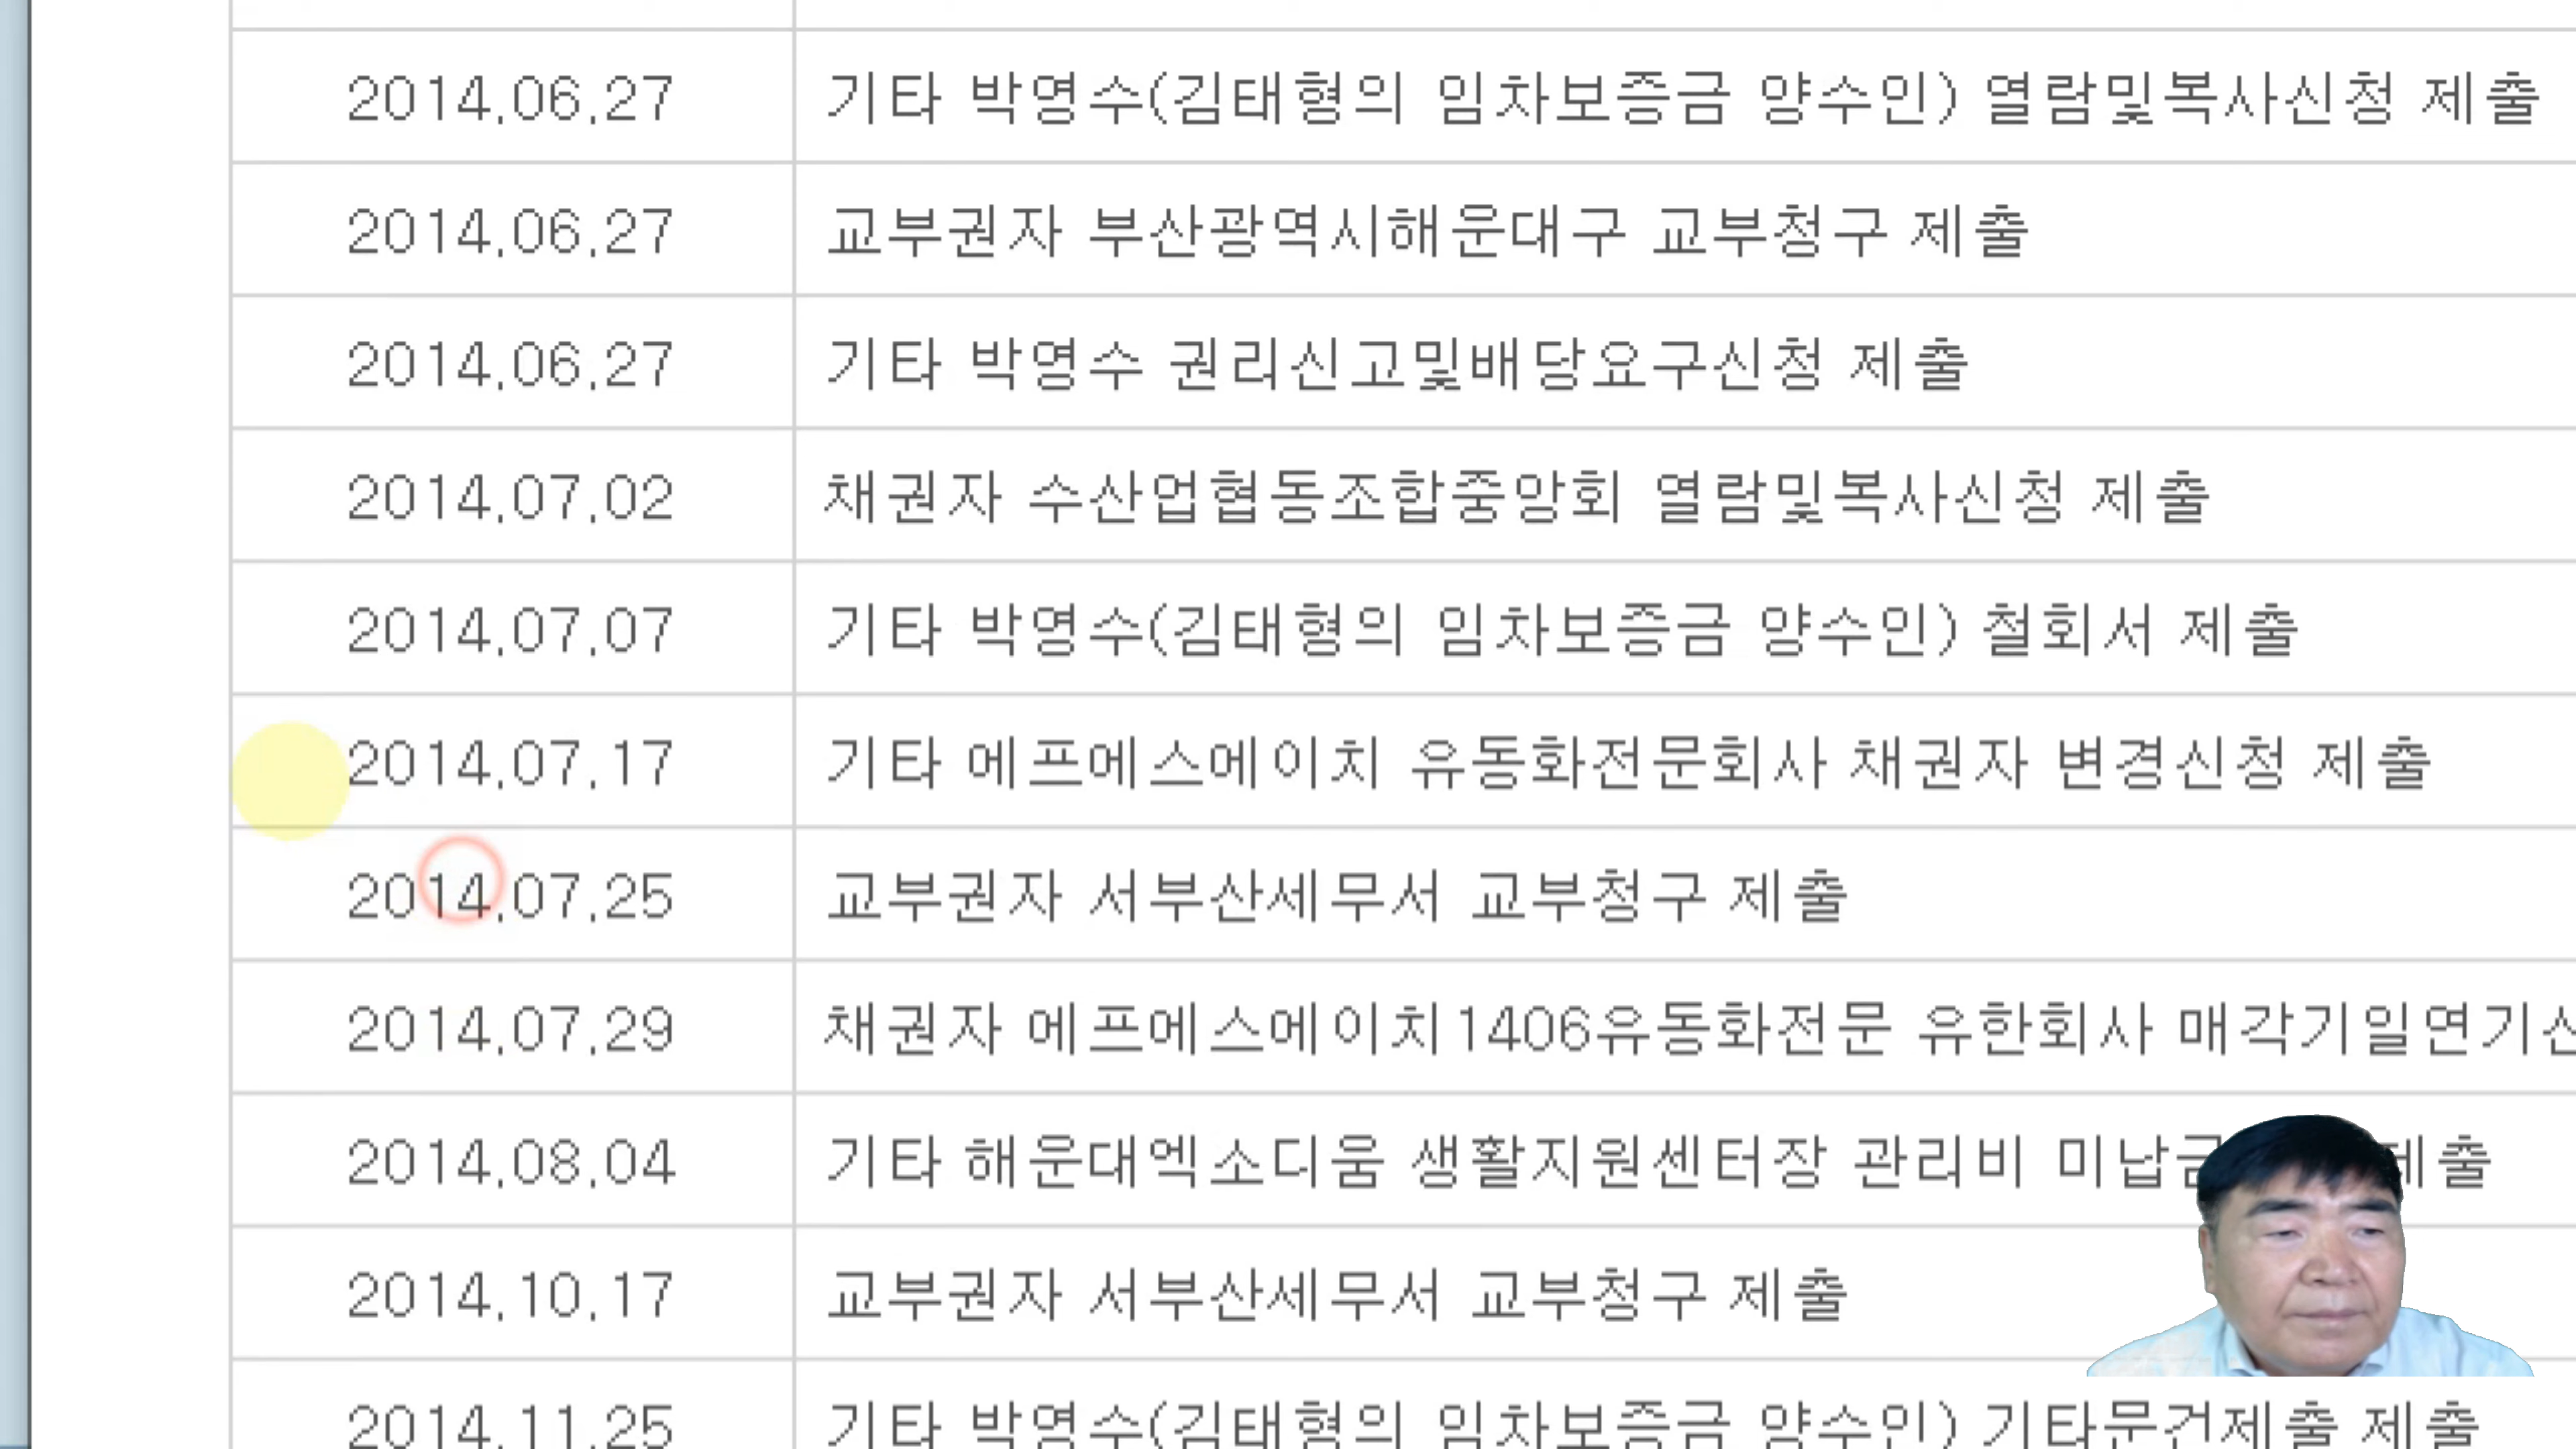 2014.06.27 기타 박영수(김태형의 임차보증금 양수인) 열람및복사신청 제출
2014.06.27 교부권자 부산광역시해운대구 교부청구 제출
2014.06.27 기타 박영수 권리신고및배당요구신청 제출
2014.07.02 채권자 수산업협동조합중앙회 열람및복사신청 제출
2014.07.07 기타 박영수(김태형의 임차보증금 양수인) 철회서 제출
2014.07.17 기타 에프에스에이치 유동화전문회사 채권자 변경신청 제출
2014.07.25 교부권자 서부산세무서 교부청구 제출
2014.07.29 채권자 에프에스에이치1406유동화전문 유한회사 매각기일연기
2014.08.04 기타 해운대엑소디움 생활지원센터장 관리비 미납 제출
2014.10.17 교부권자 서부산세무서 교부청구 제출
2014.11.25 기타 박영수(김태형의 임차보증금 양수인) 기타문건제출 제출